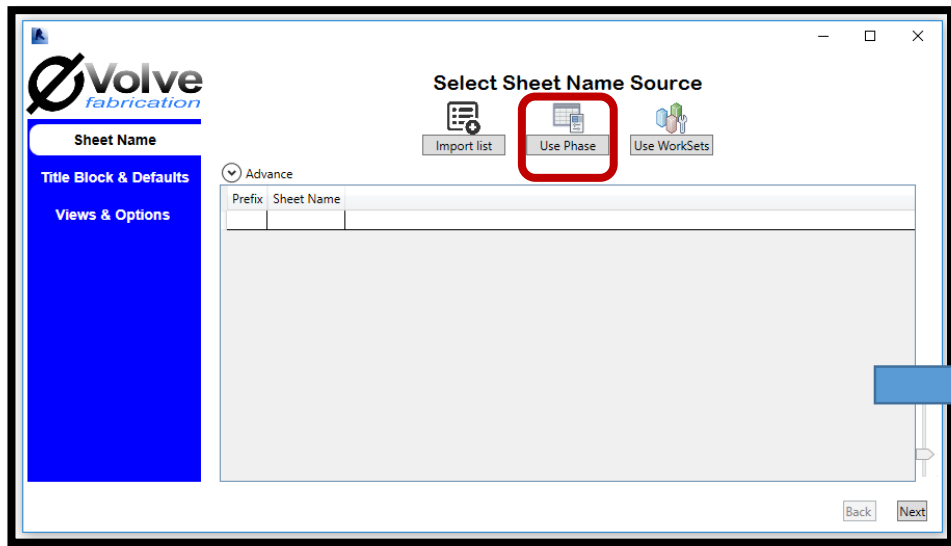 ØVolve
fabrication
Select Sheet Name Source
Sheet Name
Import list
Use Phase
Use WorkSets
Title Block & Defaults
Advance
Prefix Sheet Name
Views & Options
Back Next